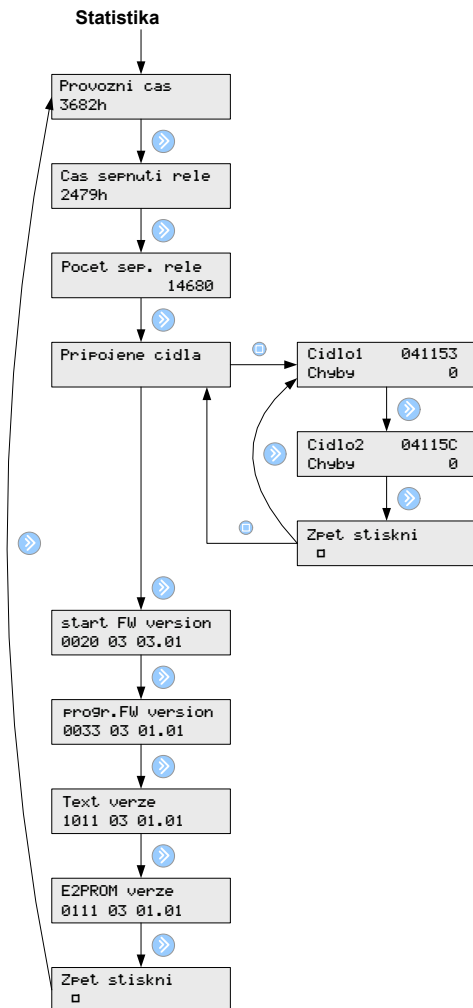 Statistika
Provozni cas
3682h
Cas sepnuti rele
2479h
Pocet sep. rele
14680
Pripojene cidla
Cidlo1 041153
Chyby 0
Cidlo2 04115C
Chyby 0
Zpet stiskni
start FW version
0020 03 03.01
progr.FW version
0033 03 01.01
Text verze
1011 03 01.01
E2PROM verze
0111 03 01.01
Zpet stiskni